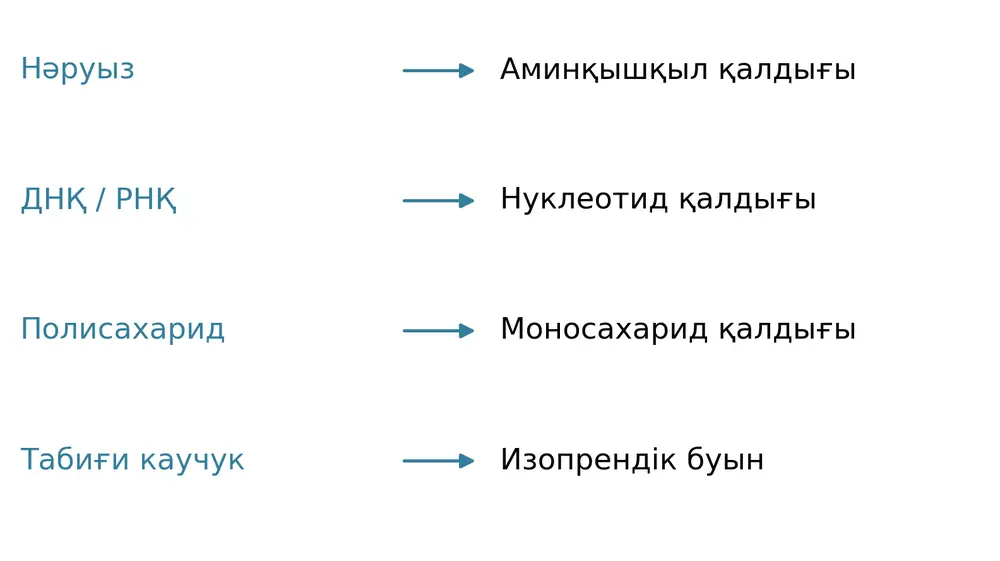 Нәруыз
Аминқышқыл қалдығы
ДНҚ / РНҚ
Нуклеотид қалдығы
Полисахарид
Моносахарид қалдығы
Табиғи каучук
Изопрендік буын